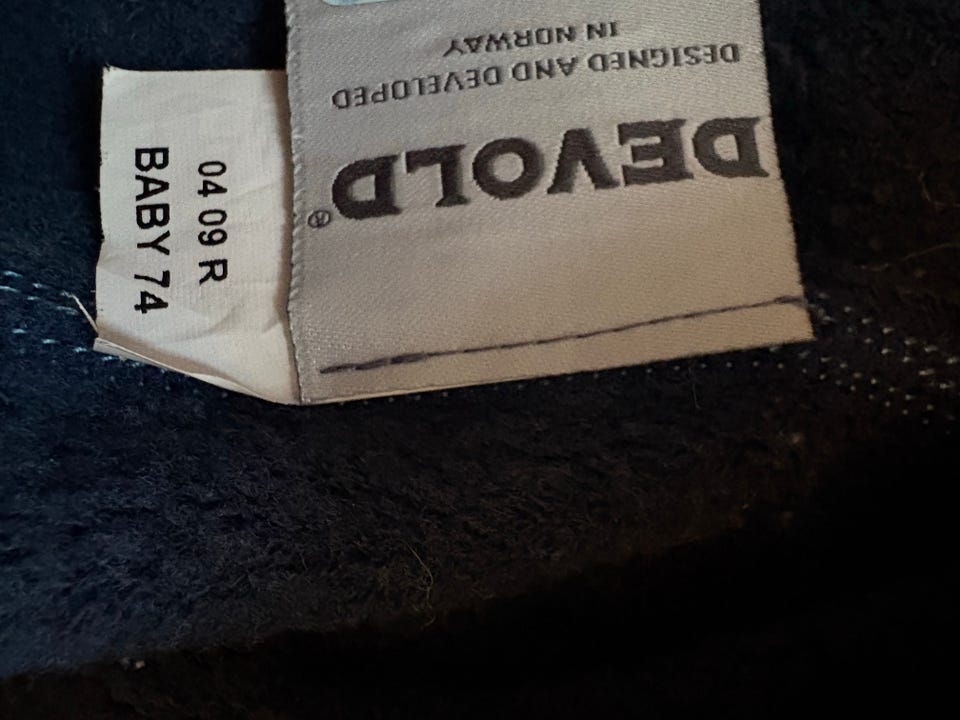 DEVOLD®
DESIGNED AND DEVELOPED
IN NORWAY
04 09 R
BABY 74